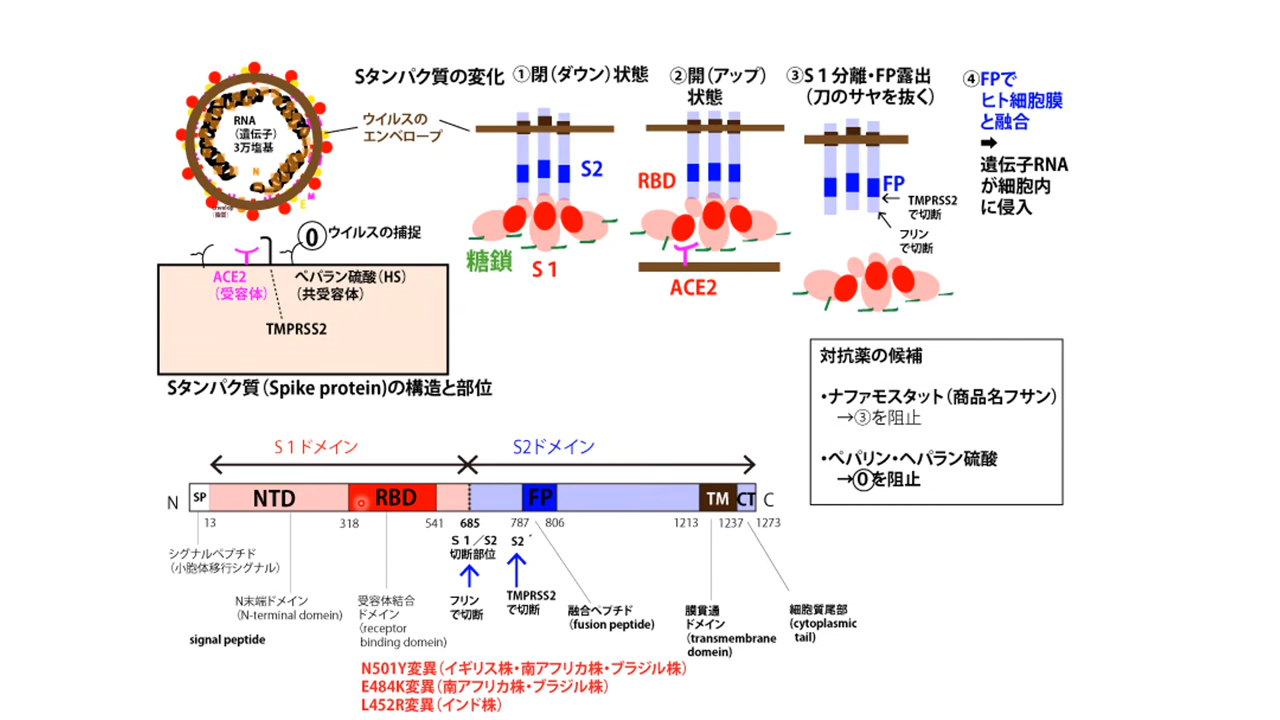 Sタンパク質の変化
①閉（ダウン）状態
②開（アップ）
状態
③S１分離・FP露出
（刀のサヤを抜く）
④FPで
ヒト細胞膜
と融合
➡
遺伝子RNA
が細胞内
に侵入
RNA
（遺伝子）
3万塩基
N
M
E
ウイルスの
エンベロープ
S2
RBD
FP
TMPRSS2
で切断
フリン
で切断
糖鎖
S１
ACE2
⓪ウイルスの捕捉
ACE2
（受容体）
ペパラン硫酸（HS）
（共受容体）
TMPRSS2
Sタンパク質（Spike protein)の構造と部位
対抗薬の候補
・ナファモスタット（商品名フサン）
→③を阻止
・ペパリン・ヘパラン硫酸
→⓪を阻止
S１ドメイン
S2ドメイン
N SP NTD RBD FP TM CT C
13 318 541 685 787 806 1213 1237 1273
S１／S2
切断部位
S2´
シグナルペプチド
（小胞体移行シグナル）
signal peptide
N末端ドメイン
（N-terminal domain）
受容体結合
ドメイン
（receptor
binding domain）
フリン
で切断
TMPRSS2
で切断
融合ペプチド
（fusion peptide)
膜貫通
ドメイン
（transmembrane
domein)
細胞質尾部
(cytoplasmic
tail)
N501Y変異（イギリス株・南アフリカ株・ブラジル株）
E484K変異（南アフリカ株・ブラジル株）
L452R変異（インド株）